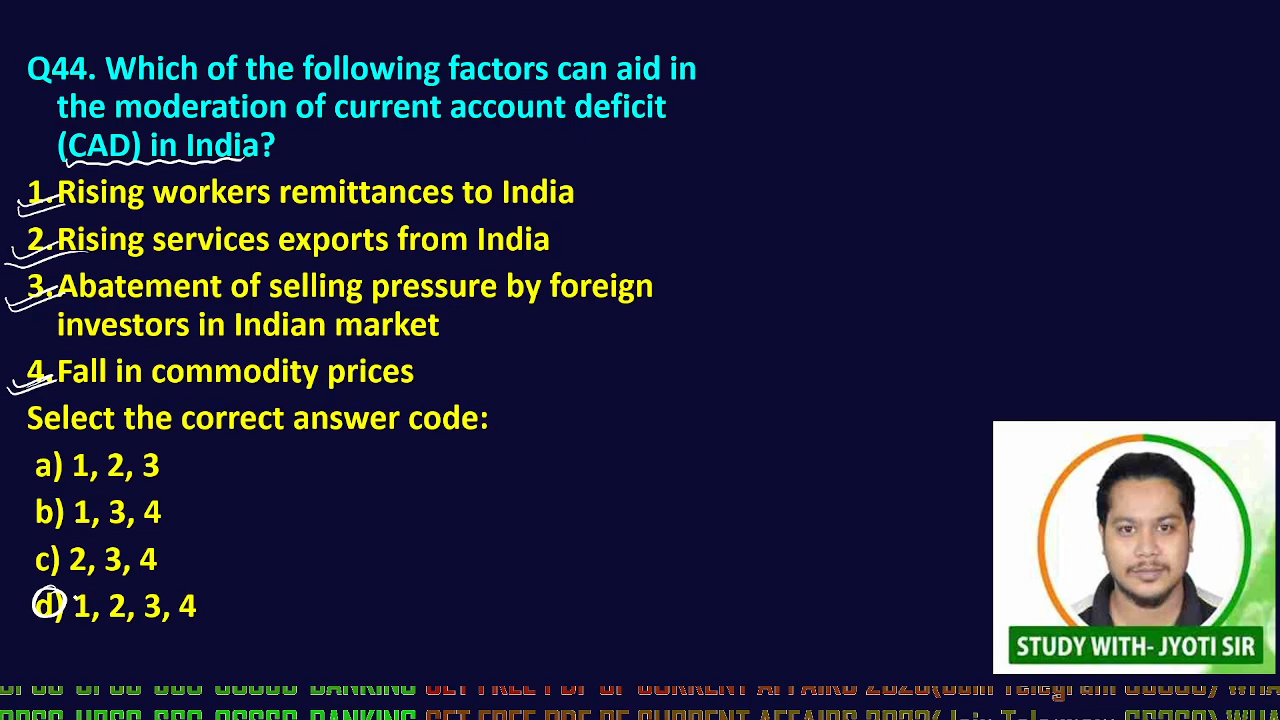 Q44. Which of the following factors can aid in
the moderation of current account deficit
(CAD) in India?
1. Rising workers remittances to India
2. Rising services exports from India
3. Abatement of selling pressure by foreign
investors in Indian market
4. Fall in commodity prices
Select the correct answer code:
a) 1, 2, 3
b) 1, 3, 4
c) 2, 3, 4
d) 1, 2, 3, 4
STUDY WITH- JYOTI SIR